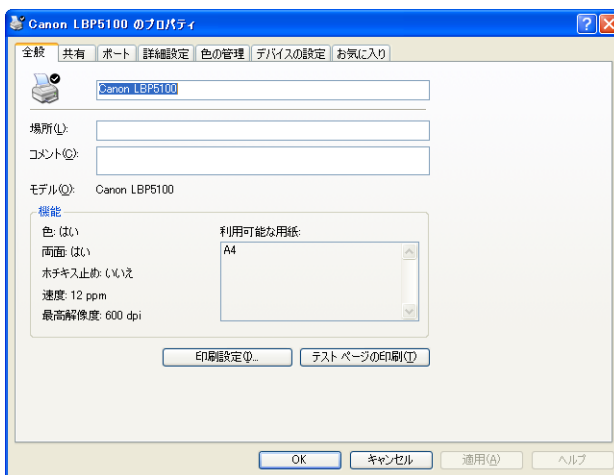 Canon LBP5100 のプロパティ
全般 共有 ポート 詳細設定 色の管理 デバイスの設定 お気に入り
Canon LBP5100
場所(L):
コメント(C):
モデル(O): Canon LBP5100
機能
色: はい 利用可能な用紙:
両面: はい A4
ホチキス止め: いいえ
速度: 12 ppm
最高解像度: 600 dpi
印刷設定(I)... テスト ページの印刷(T)
OK キャンセル 適用(A) ヘルプ